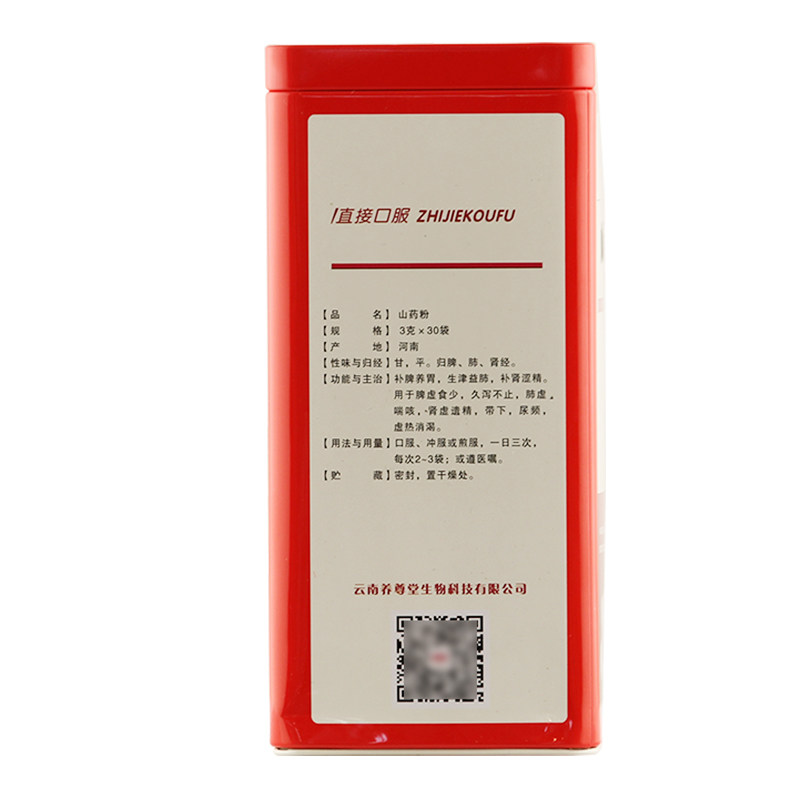 直接口服 ZHIJIEKOUFU
【品 名】山药粉
【规 格】3克×30袋
【产 地】河南
【性味与归经】甘，平。归脾、肺、肾经。
【功能与主治】补脾养胃，生津益肺，补肾涩精。
用于脾虚食少，久泻不止，肺虚，
喘咳，肾虚遗精，带下，尿频，
虚热消渴。
【用法与用量】口服、冲服或煎服，一日三次，
每次2~3袋；或遵医嘱。
【贮 藏】密封，置干燥处。
云南养尊堂生物科技有限公司